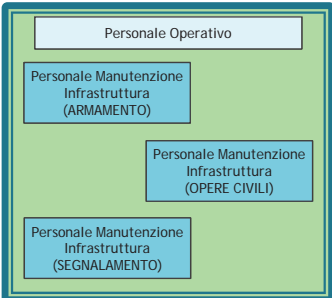 Personale Operativo
Personale Manutenzione
Infrastruttura
(ARMAMENTO)
Personale Manutenzione
Infrastruttura
(OPERE CIVILI)
Personale Manutenzione
Infrastruttura
(SEGNALAMENTO)